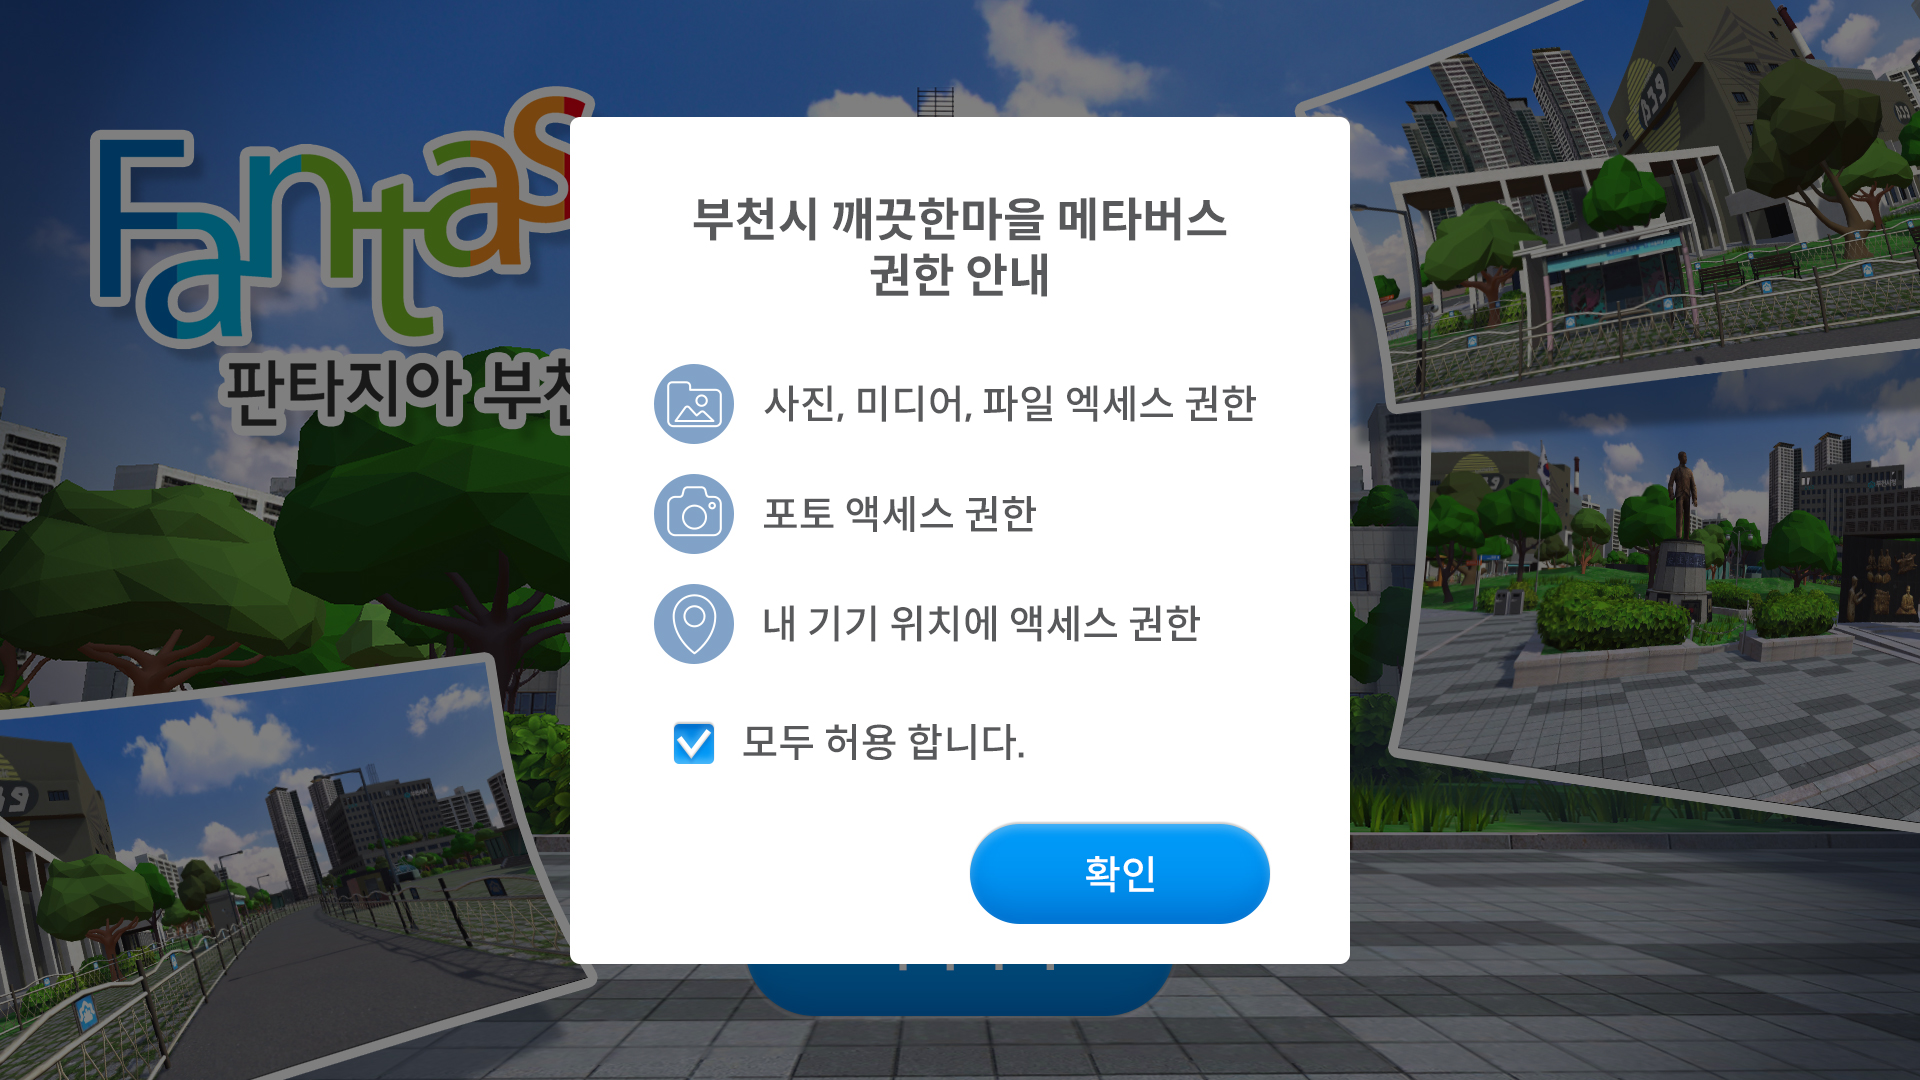 Fantas
판타지아 부천
부천시 깨끗한마을 메타버스
권한 안내
사진, 미디어, 파일 엑세스 권한
포토 액세스 권한
내 기기 위치에 액세스 권한
모두 허용 합니다.
확인